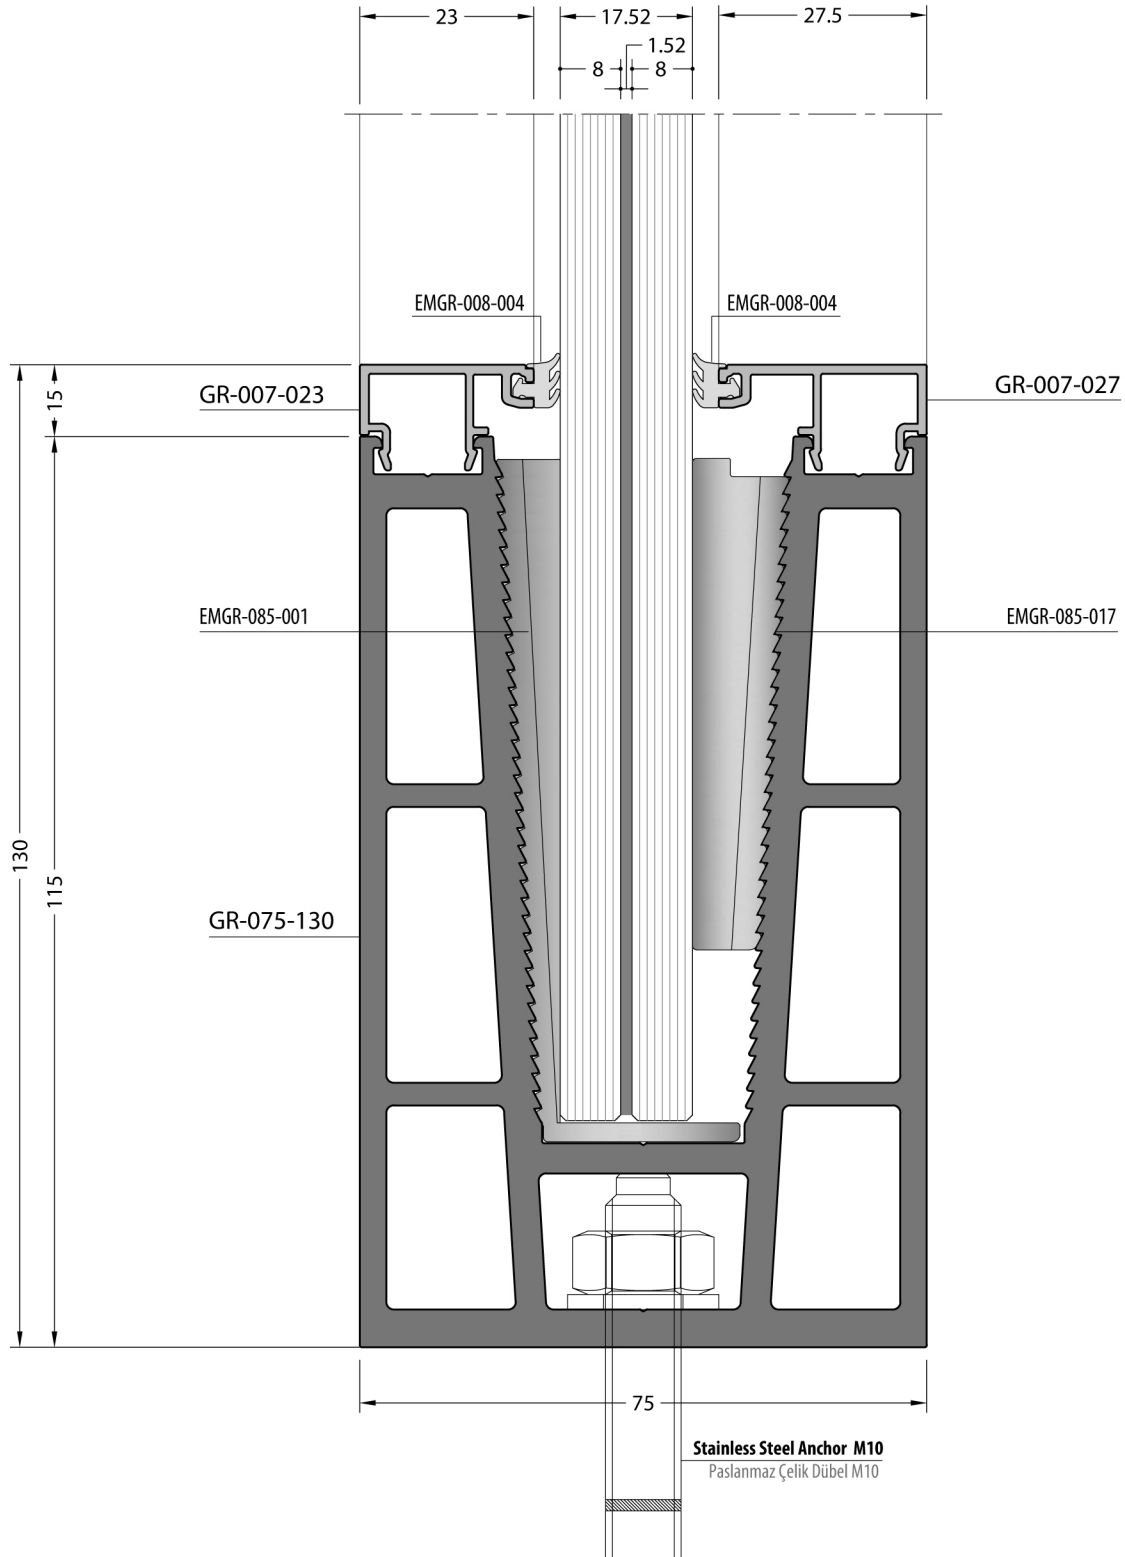 23
17.52
27.5
1.52
8
8
EMGR-008-004
EMGR-008-004
GR-007-023
GR-007-027
15
EMGR-085-001
EMGR-085-017
130
115
GR-075-130
75
Stainless Steel Anchor M10
Paslanmaz Çelik Dübel M10